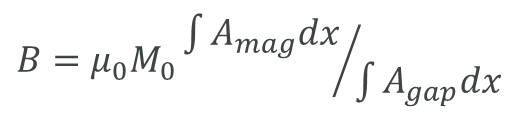 B = μ₀M₀ ∫ A_mag dx / ∫ A_gap dx